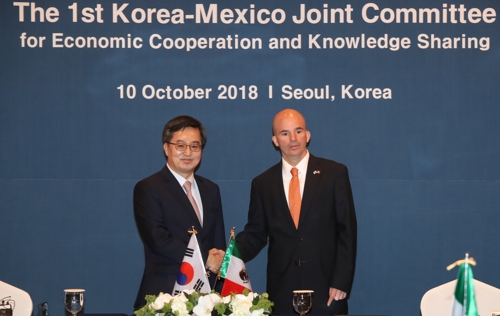 The 1st Korea-Mexico Joint Committee
for Economic Cooperation and Knowledge Sharing
10 October 2018 I Seoul, Korea